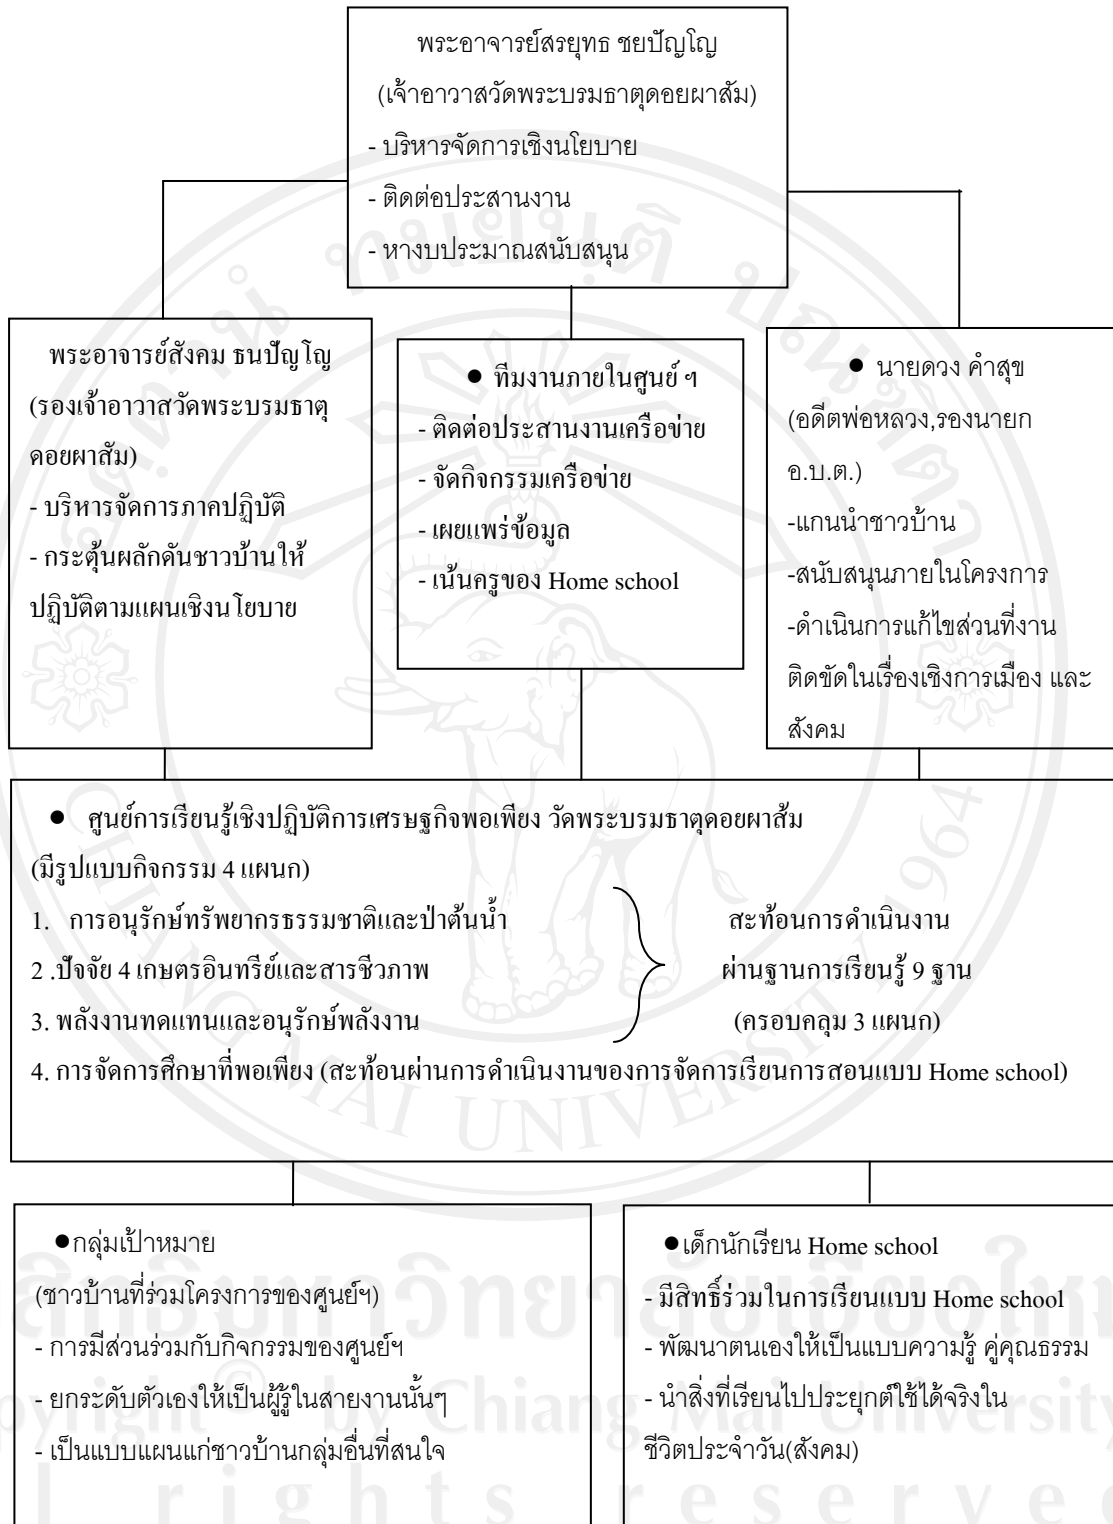 พระอาจารย์สรยุทธ ชยปัญโญ
(เจ้าอาวาสวัดพระบรมธาตุดอยผาสัม)
- บริหารจัดการเชิงนโยบาย
- ติดต่อประสานงาน
- หางบประมาณสนับสนุน
พระอาจารย์สังคม ธนปัญโญ
(รองเจ้าอาวาสวัดพระบรมธาตุ
ดอยผาสัม)
- บริหารจัดการภาคปฏิบัติ
- กระตุ้นผลักดันชาวบ้านให้
ปฏิบัติตามแผนเชิงนโยบาย
● ทีมงานภายในศูนย์ ฯ
- ติดต่อประสานงานเครือข่าย
- จัดกิจกรรมเครือข่าย
- เผยแพร่ข้อมูล
- เน้นครูของ Home school
● นายดวง คำสุข
(อดีตพ่อหลวง,รองนายก
อ.บ.ต.)
-แกนนำชาวบ้าน
-สนับสนุนภายในโครงการ
-ดำเนินการแก้ไขส่วนที่งาน
ติดขัดในเรื่องเชิงการเมือง และ
สังคม
● ศูนย์การเรียนรู้เชิงปฏิบัติการเศรษฐกิจพอเพียง วัดพระบรมธาตุดอยผาส้ม
(มีรูปแบบกิจกรรม 4 แผนก)
1. การอนุรักษ์ทรัพยากรธรรมชาติและป่าต้นน้ำ
2 .ปัจจัย 4 เกษตรอินทรีย์และสารชีวภาพ
3. พลังงานทดแทนและอนุรักษ์พลังงาน
สะท้อนการดำเนินงาน
ผ่านฐานการเรียนรู้ 9 ฐาน
(ครอบคลุม 3 แผนก)
4. การจัดการศึกษาที่พอเพียง (สะท้อนผ่านการดำเนินงานของการจัดการเรียนการสอนแบบ Home school)
●กลุ่มเป้าหมาย
(ชาวบ้านที่ร่วมโครงการของศูนย์ฯ)
- การมีส่วนร่วมกับกิจกรรมของศูนย์ฯ
- ยกระดับตัวเองให้เป็นผู้รู้ในสายงานนั้นๆ
- เป็นแบบแผนแก่ชาวบ้านกลุ่มอื่นที่สนใจ
●เด็กนักเรียน Home school
- มีสิทธิ์ร่วมในการเรียนแบบ Home school
- พัฒนาตนเองให้เป็นแบบความรู้ คู่คุณธรรม
- นำสิ่งที่เรียนไปประยุกต์ใช้ได้จริงใน
ชีวิตประจำวัน(สังคม)
CHIANG MAI UNIVERSITY 1964
by Chiang Mai University
rights reserved